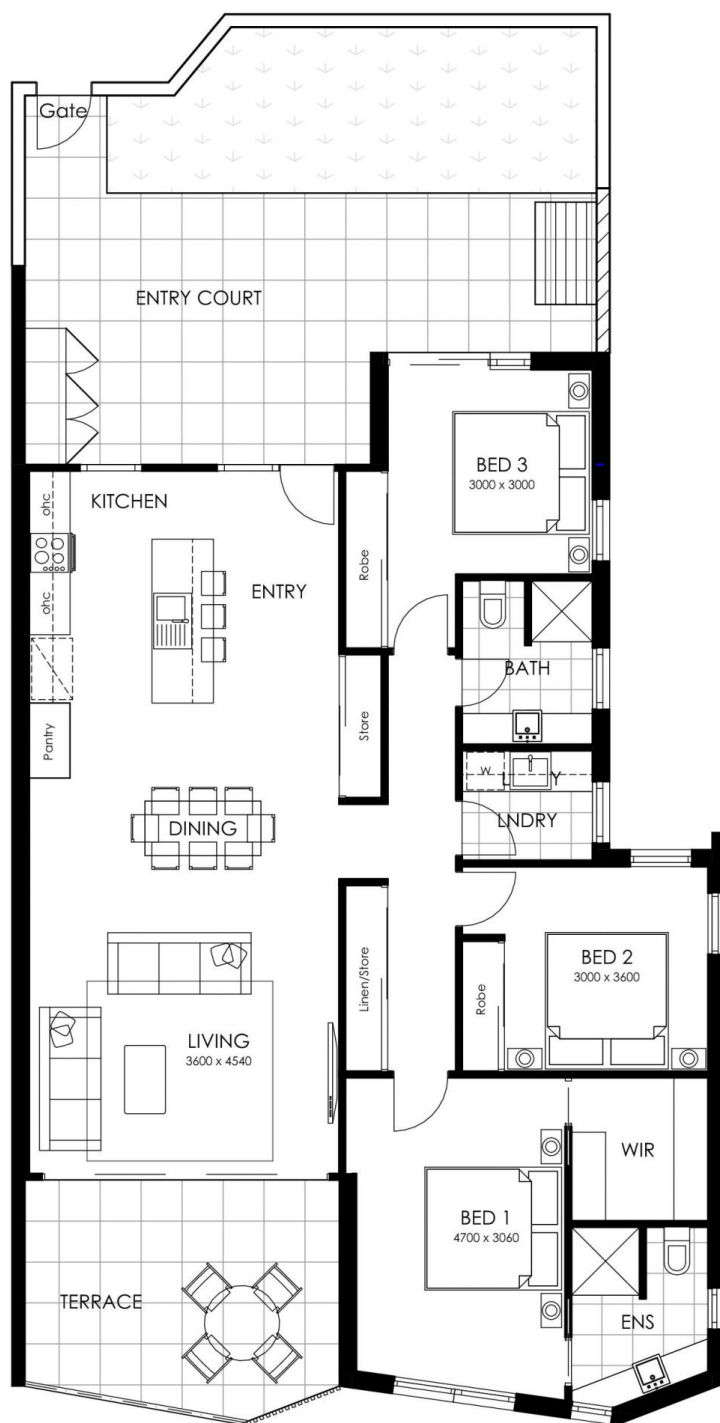 Gate
ENTRY COURT
KITCHEN
ohc
BED 3
3000 x 3000
ENTRY
Robe
ohc
BATH
Store
Pantry
W
Y
LNDRY
DINING
Linen/Store
BED 2
3000 x 3600
Robe
LIVING
3600 x 4540
WIR
BED 1
4700 x 3060
TERRACE
ENS